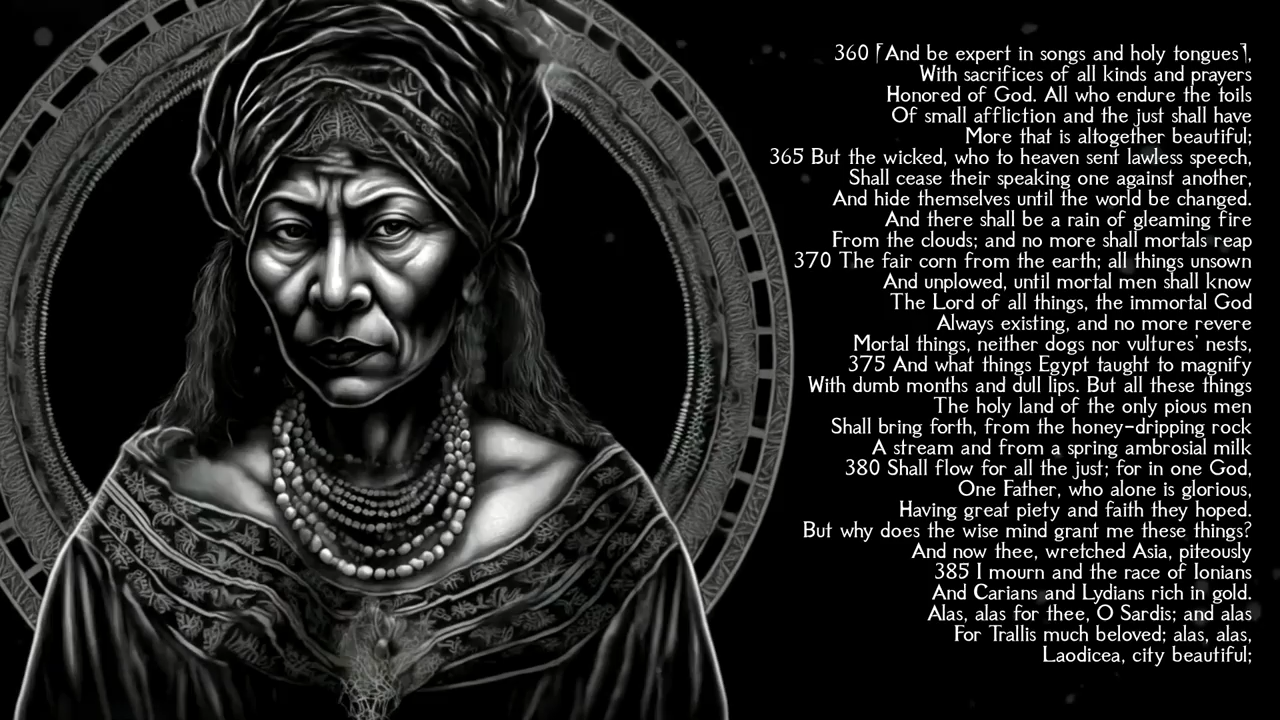 360 ⌈And be expert in songs and holy tongues⌉,
With sacrifices of all kinds and prayers
Honored of God. All who endure the toils
Of small affliction and the just shall have
More that is altogether beautiful;
365 But the wicked, who to heaven sent lawless speech,
Shall cease their speaking one against another,
And hide themselves until the world be changed.
And there shall be a rain of gleaming fire
From the clouds; and no more shall mortals reap
370 The fair corn from the earth; all things unsown
And unplowed, until mortal men shall know
The Lord of all things, the immortal God
Always existing, and no more revere
Mortal things, neither dogs nor vultures' nests,
375 And what things Egypt taught to magnify
With dumb months and dull lips. But all these things
The holy land of the only pious men
Shall bring forth, from the honey-dripping rock
A stream and from a spring ambrosial milk
380 Shall flow for all the just; for in one God,
One Father, who alone is glorious,
Having great piety and faith they hoped.
But why does the wise mind grant me these things?
And now thee, wretched Asia, piteously
385 I mourn and the race of Ionians
And Carians and Lydians rich in gold.
Alas, alas for thee, O Sardis; and alas
For Trallis much beloved; alas, alas,
Laodicea, city beautiful;